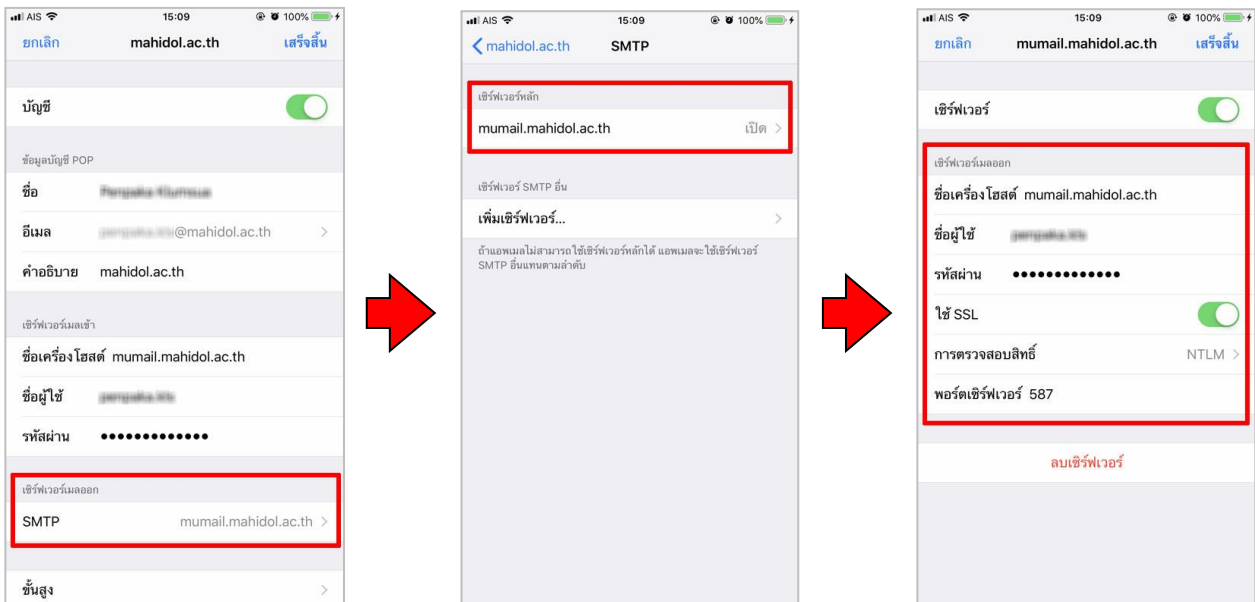 AIS 15:09 100%
ยกเลิก mahidol.ac.th เสร็จสิ้น
บัญชี
ข้อมูลบัญชี POP
ชื่อ
อีเมล @mahidol.ac.th
คำอธิบาย mahidol.ac.th
เซิร์ฟเวอร์เมลเข้า
ชื่อเครื่องโฮสต์ mumail.mahidol.ac.th
ชื่อผู้ใช้
รหัสผ่าน •••••••••••••
เซิร์ฟเวอร์เมลออก
SMTP mumail.mahidol.ac.th
ขั้นสูง
AIS 15:09 100%
mahidol.ac.th SMTP
เซิร์ฟเวอร์หลัก
mumail.mahidol.ac.th เปิด
เซิร์ฟเวอร์ SMTP อื่น
เพิ่มเซิร์ฟเวอร์...
ถ้าแอพเมลไม่สามารถใช้เซิร์ฟเวอร์หลักได้ แอพเมลจะใช้เซิร์ฟเวอร์
SMTP อื่นแทนตามลำดับ
AIS 15:09 100%
ยกเลิก mumail.mahidol.ac.th เสร็จสิ้น
เซิร์ฟเวอร์
เซิร์ฟเวอร์เมลออก
ชื่อเครื่องโฮสต์ mumail.mahidol.ac.th
ชื่อผู้ใช้
รหัสผ่าน •••••••••••••
ใช้ SSL
การตรวจสอบสิทธิ์ NTLM
พอร์ตเซิร์ฟเวอร์ 587
ลบเซิร์ฟเวอร์